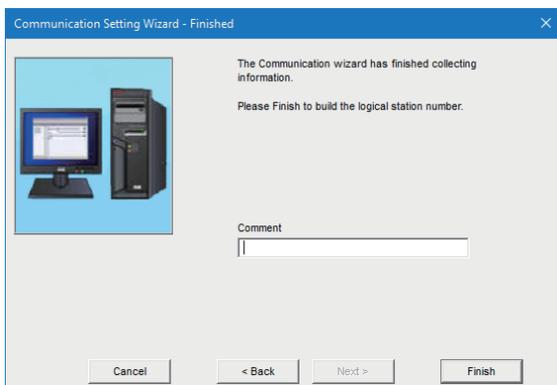 Communication Setting Wizard - Finished
The Communication wizard has finished collecting
information.
Please Finish to build the logical station number.
Comment
Cancel
< Back
Next >
Finish